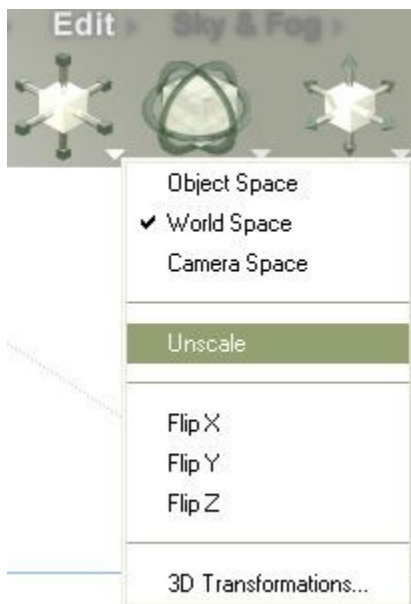 Edit Sky & Fog
Object Space
World Space
Camera Space
Unscale
Flip X
Flip Y
Flip Z
3D Transformations...